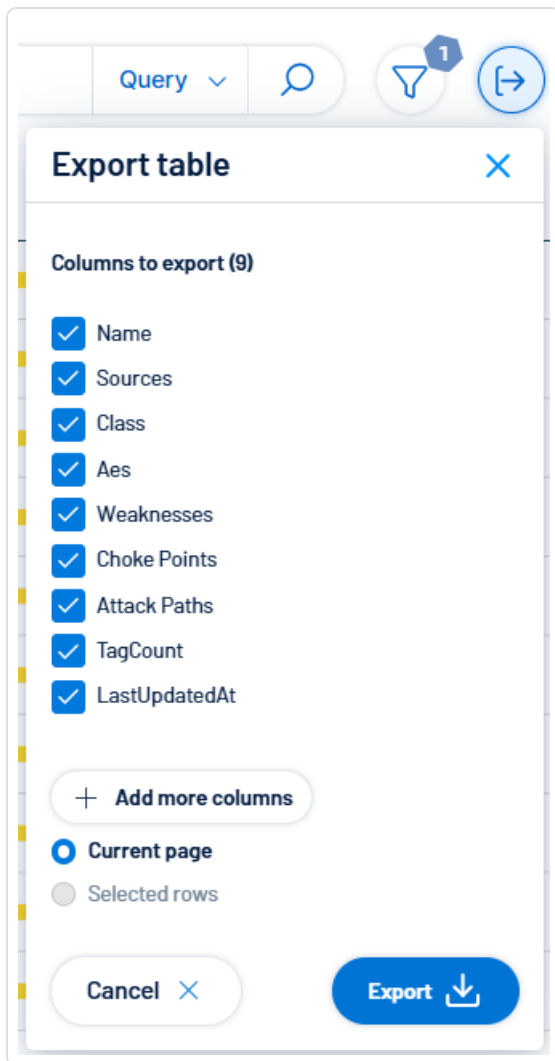 Query
1
Export table
Columns to export (9)
Name
Sources
Class
Aes
Weaknesses
Choke Points
Attack Paths
TagCount
LastUpdatedAt
Add more columns
Current page
Selected rows
Cancel
Export